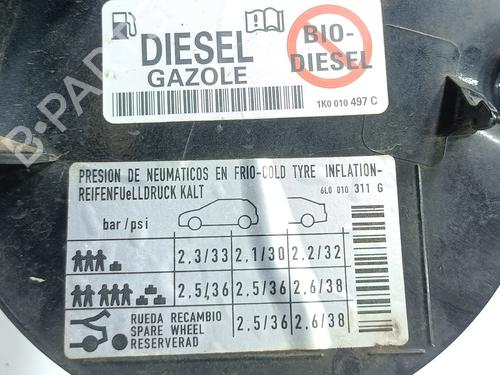 DIESEL
GAZOLE
BIO-
DIESEL
1K0 010 497 C
PRESION DE NEUMATICOS EN FRIO-COLD TYRE INFLATION-
REIFENFUeLLDRUCK KALT
6L0 010 311 G
bar/psi
2.3/33 2.1/30 2.2/32
2.5/36 2.5/36 2.6/38
RUEDA RECAMBIO
SPARE WHEEL
RESERVERAD
2.5/36 2.6/38
B-PARTS